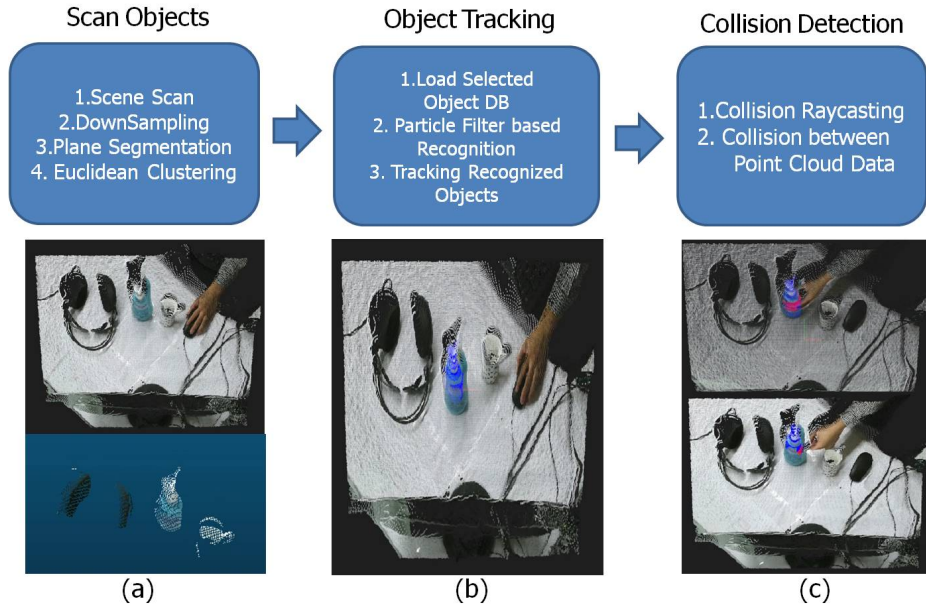 Scan Objects
1.Scene Scan
2.DownSampling
3.Plane Segmentation
4. Euclidean Clustering
Object Tracking
1.Load Selected
Object DB
2. Particle Filter based
Recognition
3. Tracking Recognized
Objects
Collision Detection
1.Collision Raycasting
2. Collision between
Point Cloud Data
(a)
(b)
(c)